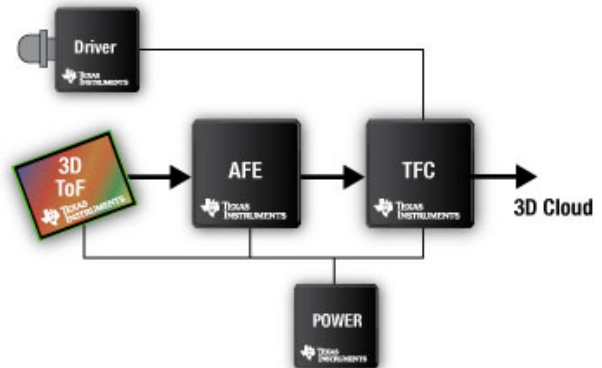 Driver
TEXAS
INSTRUMENTS
3D
ToF
TEXAS
INSTRUMENTS
AFE
TEXAS
INSTRUMENTS
TFC
TEXAS
INSTRUMENTS
3D Cloud
POWER
TEXAS
INSTRUMENTS